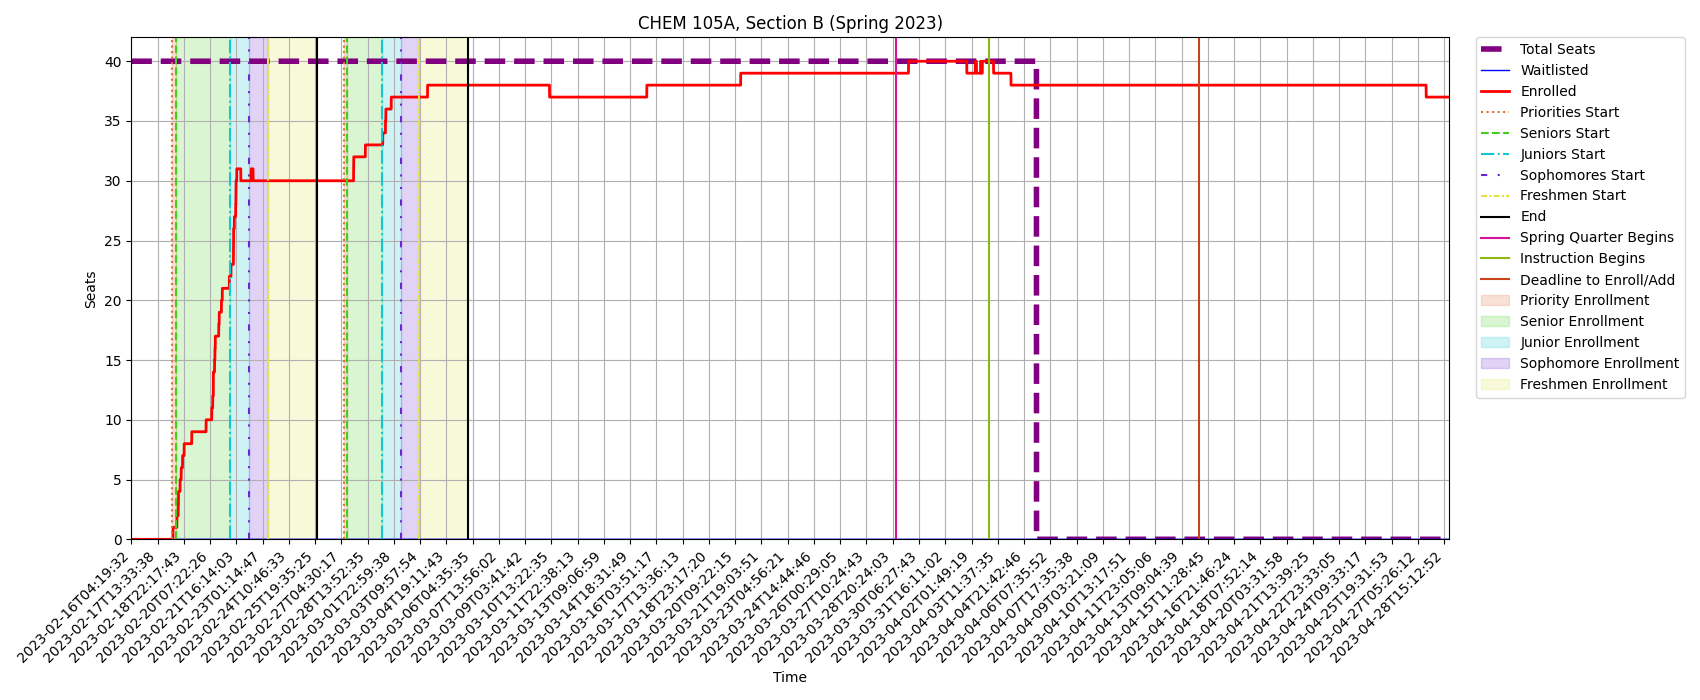 CHEM 105A, Section B (Spring 2023)
Seats
40
35
30
25
20
15
10
5
0
2023-02-16T04:19:32
2023-02-17T13:33:38
2023-02-18T22:17:43
2023-02-20T07:22:26
2023-02-21T16:14:03
2023-02-23T01:14:47
2023-02-24T10:46:33
2023-02-25T19:35:25
2023-02-27T04:30:17
2023-02-28T13:52:35
2023-03-01T22:59:38
2023-03-03T09:57:54
2023-03-04T19:11:43
2023-03-06T04:35:35
2023-03-07T13:56:02
2023-03-09T03:41:42
2023-03-10T13:22:35
2023-03-11T22:38:13
2023-03-13T09:06:59
2023-03-14T18:31:49
2023-03-16T03:51:17
2023-03-17T13:36:13
2023-03-18T23:17:20
2023-03-20T09:22:15
2023-03-21T19:03:51
2023-03-23T04:56:21
2023-03-24T14:44:46
2023-03-26T00:29:05
2023-03-27T10:24:43
2023-03-28T20:24:03
2023-03-30T06:27:43
2023-03-31T16:11:02
2023-04-02T01:49:19
2023-04-03T11:37:35
2023-04-04T21:42:46
2023-04-06T07:35:52
2023-04-07T17:35:38
2023-04-09T03:21:09
2023-04-10T13:17:51
2023-04-11T23:05:06
2023-04-13T09:04:39
2023-04-15T11:28:45
2023-04-16T21:46:24
2023-04-18T07:52:14
2023-04-20T03:31:58
2023-04-21T13:39:25
2023-04-22T23:33:05
2023-04-24T09:33:17
2023-04-25T19:31:53
2023-04-27T05:26:12
2023-04-28T15:12:52
Time
Total Seats
Waitlisted
Enrolled
Priorities Start
Seniors Start
Juniors Start
Sophomores Start
Freshmen Start
End
Spring Quarter Begins
Instruction Begins
Deadline to Enroll/Add
Priority Enrollment
Senior Enrollment
Junior Enrollment
Sophomore Enrollment
Freshmen Enrollment